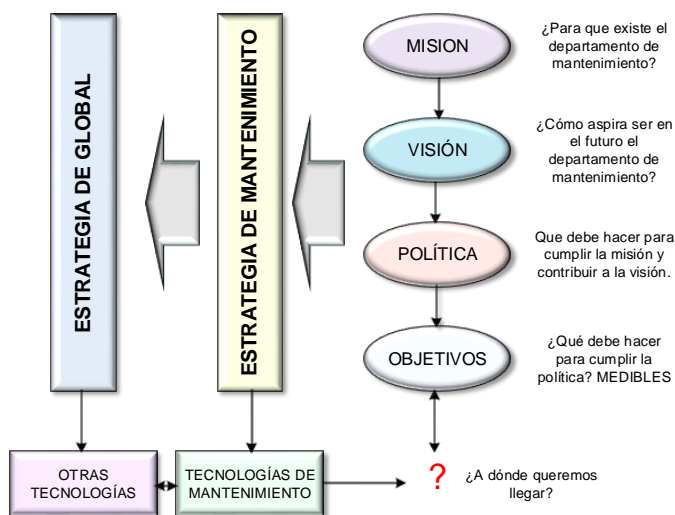 ESTRATEGIA DE GLOBAL
ESTRATEGIA DE MANTENIMIENTO
MISION
¿Para que existe el
departamento de
mantenimiento?
VISIÓN
¿Cómo aspira ser en
el futuro el
departamento de
mantenimiento?
POLÍTICA
Que debe hacer para
cumplir la misión y
contribuir a la visión.
OBJETIVOS
¿Qué debe hacer
para cumplir la
política? MEDIBLES
OTRAS
TECNOLOGÍAS
TECNOLOGÍAS DE
MANTENIMIENTO
?
¿A dónde queremos
llegar?